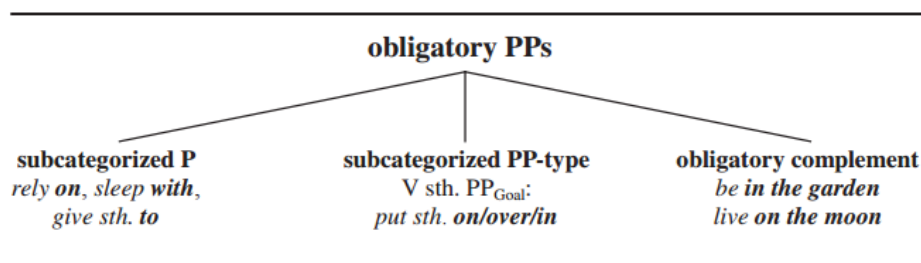 obligatory PPs
subcategorized P
rely on, sleep with,
give sth. to
subcategorized PP-type
V sth. PPGoal:
put sth. on/over/in
obligatory complement
be in the garden
live on the moon